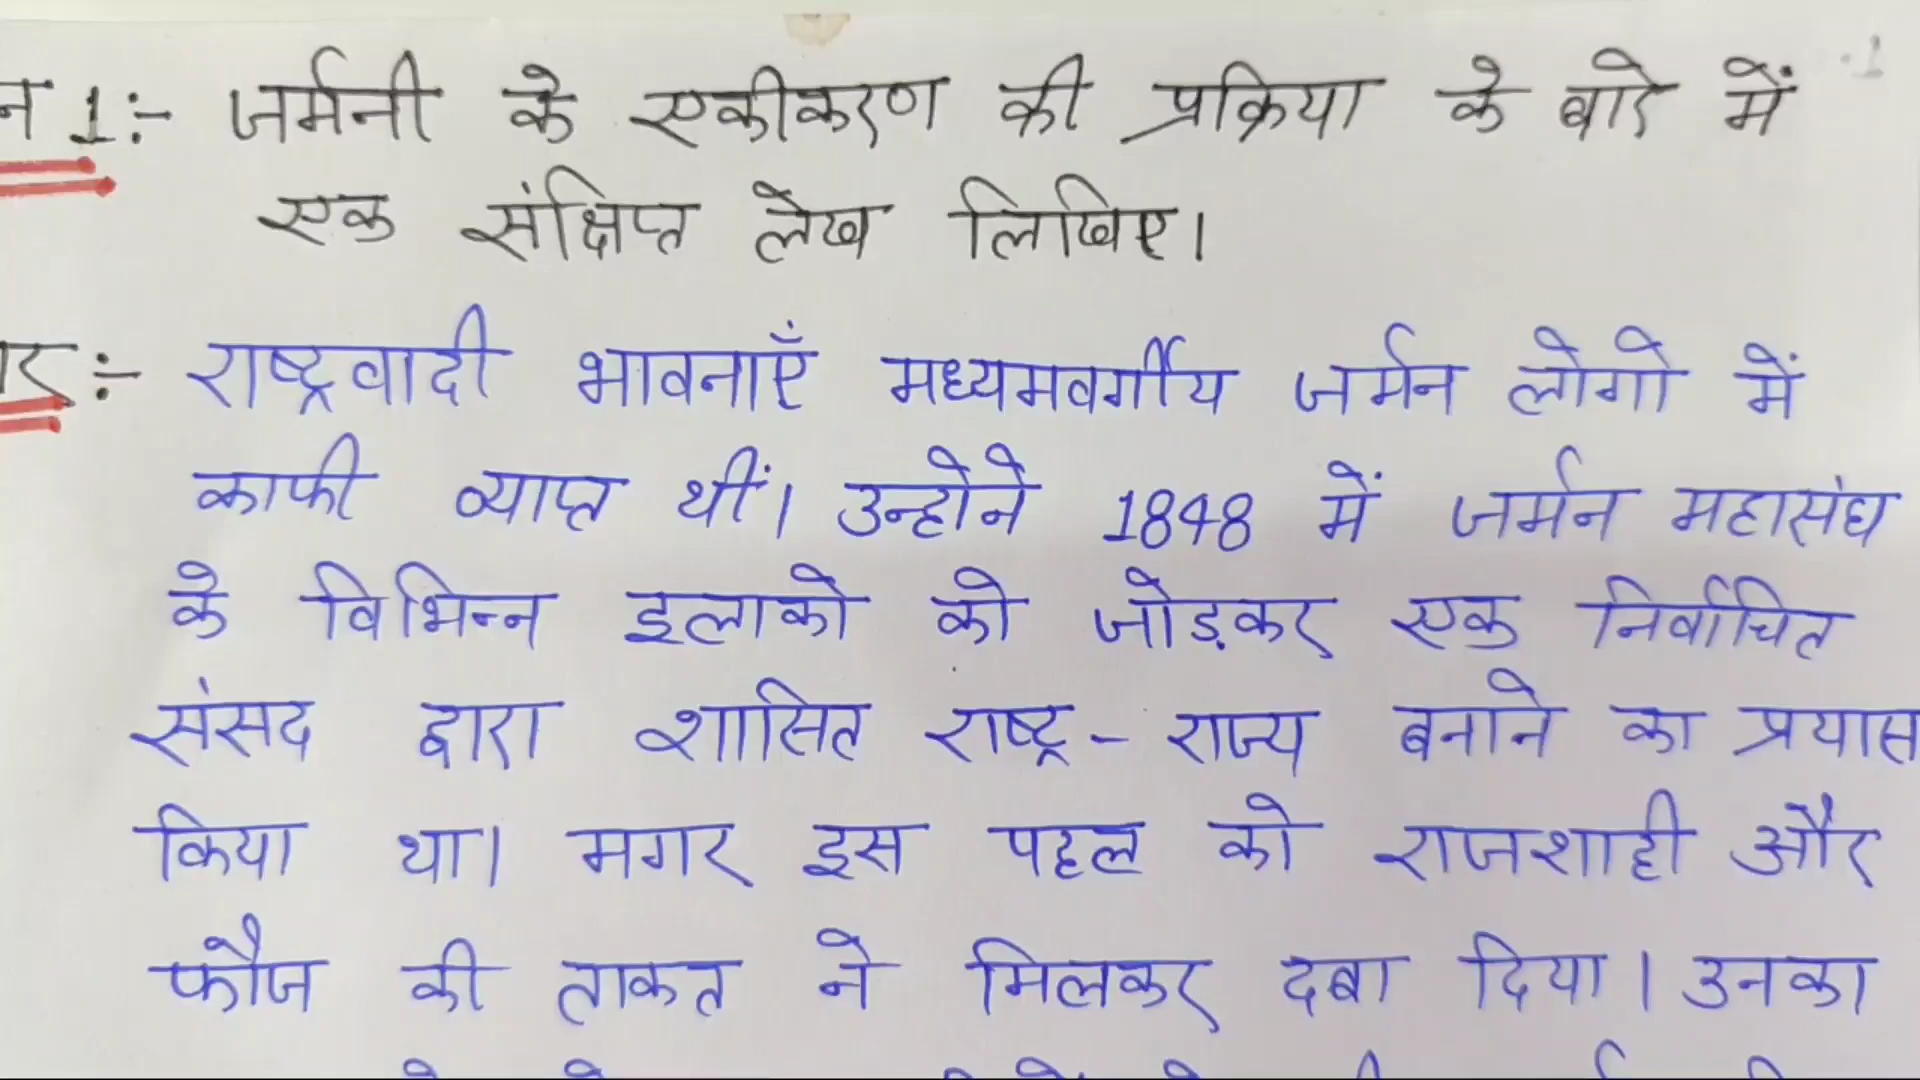 न 1:- जर्मनी के एकीकरण की प्रक्रिया के बारे में
एक संक्षिप्त लेख लिखिए।
र:- राष्ट्रवादी भावनाएँ मध्यमवर्गीय जर्मन लोगो में
काफी व्याप्त थीं। उन्होने 1848 में जर्मन महासंघ
के विभिन्न इलाको को जोड़कर एक निर्वाचित
संसद द्वारा शासित राष्ट्र - राज्य बनाने का प्रयास
किया था। मगर इस पहल को राजशाही और
फौज की ताकत ने मिलकर दबा दिया। उनका